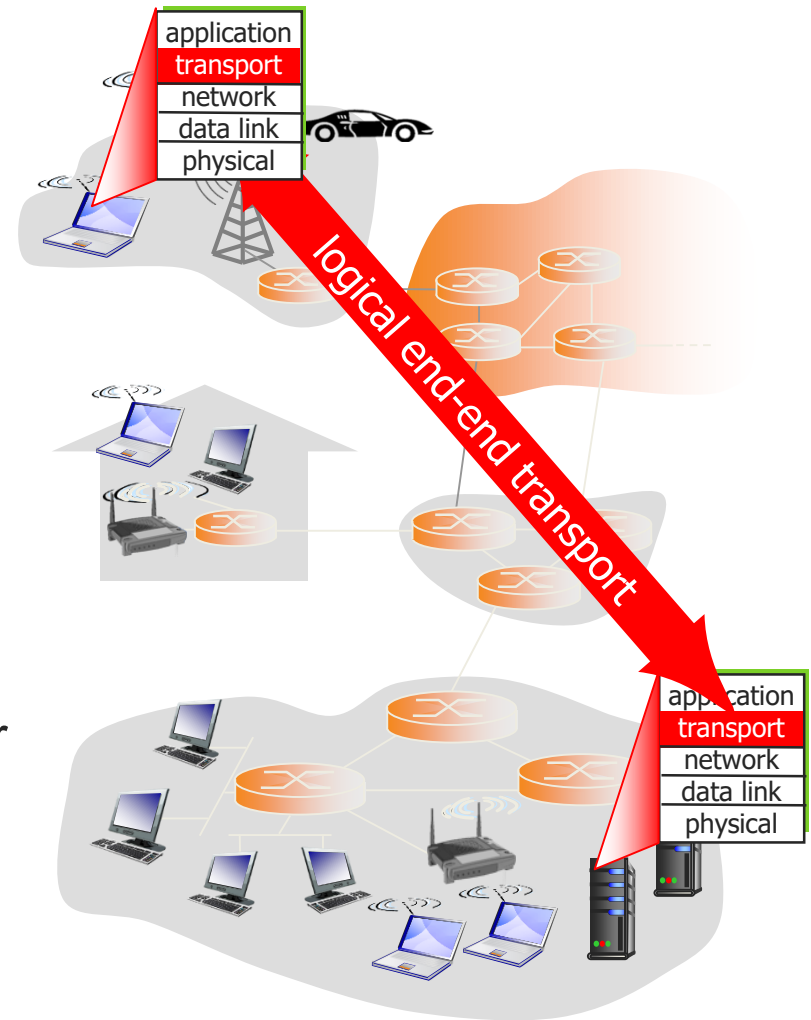 application
transport
network
data link
physical
logical end-end transport
r
application
transport
network
data link
physical